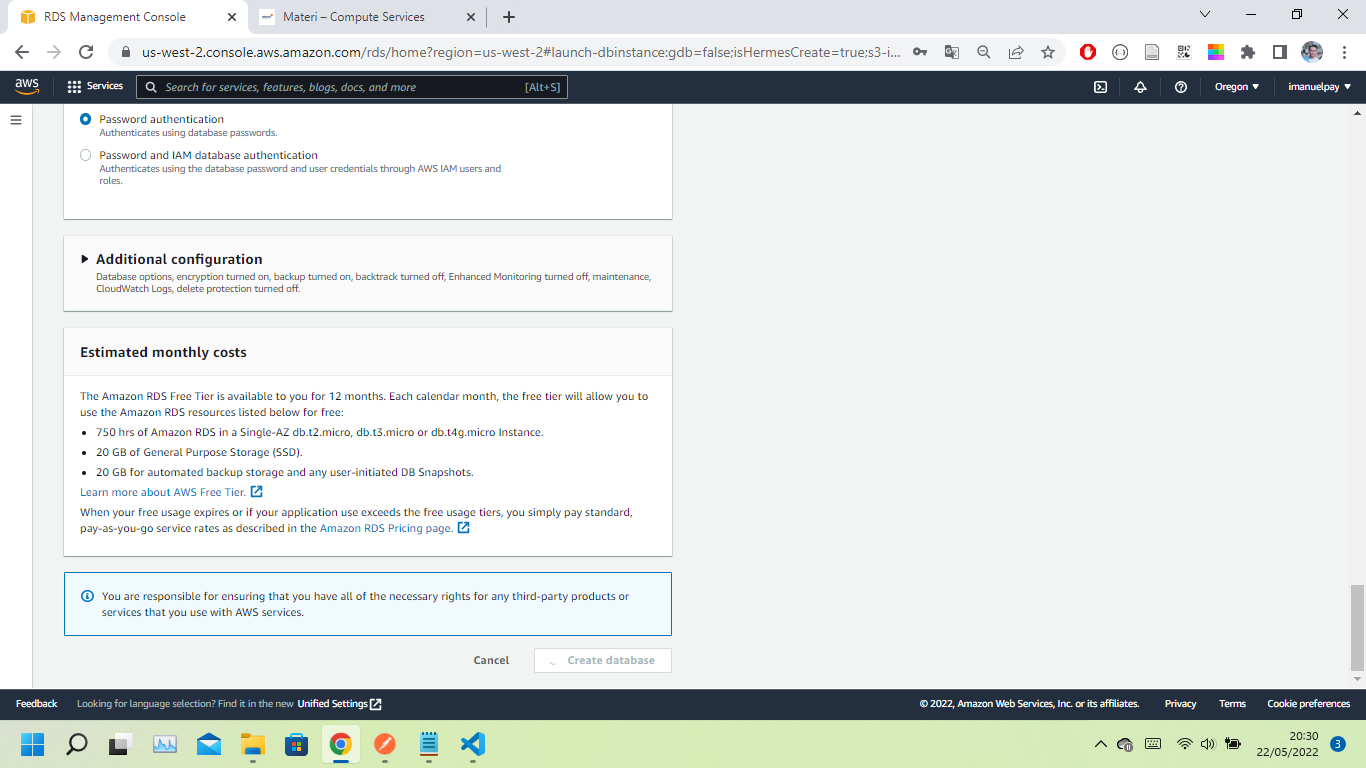 RDS Management Console
Materi – Compute Services
us-west-2.console.aws.amazon.com/rds/home?region=us-west-2#launch-dbinstance:gdb=false;isHermesCreate=true;s3-i...
aws
Services
Search for services, features, blogs, docs, and more
[Alt+S]
Oregon
imanuelpay
Password authentication
Authenticates using database passwords.
Password and IAM database authentication
Authenticates using the database password and user credentials through AWS IAM users and
roles.
Additional configuration
Database options, encryption turned on, backup turned on, backtrack turned off, Enhanced Monitoring turned off, maintenance,
CloudWatch Logs, delete protection turned off.
Estimated monthly costs
The Amazon RDS Free Tier is available to you for 12 months. Each calendar month, the free tier will allow you to
use the Amazon RDS resources listed below for free:
750 hrs of Amazon RDS in a Single-AZ db.t2.micro, db.t3.micro or db.t4g.micro Instance.
20 GB of General Purpose Storage (SSD).
20 GB for automated backup storage and any user-initiated DB Snapshots.
Learn more about AWS Free Tier.
When your free usage expires or if your application use exceeds the free usage tiers, you simply pay standard,
pay-as-you-go service rates as described in the Amazon RDS Pricing page.
You are responsible for ensuring that you have all of the necessary rights for any third-party products or
services that you use with AWS services.
Cancel
Create database
Feedback
Looking for language selection? Find it in the new Unified Settings
© 2022, Amazon Web Services, Inc. or its affiliates.
Privacy
Terms
Cookie preferences
20:30
22/05/2022
3